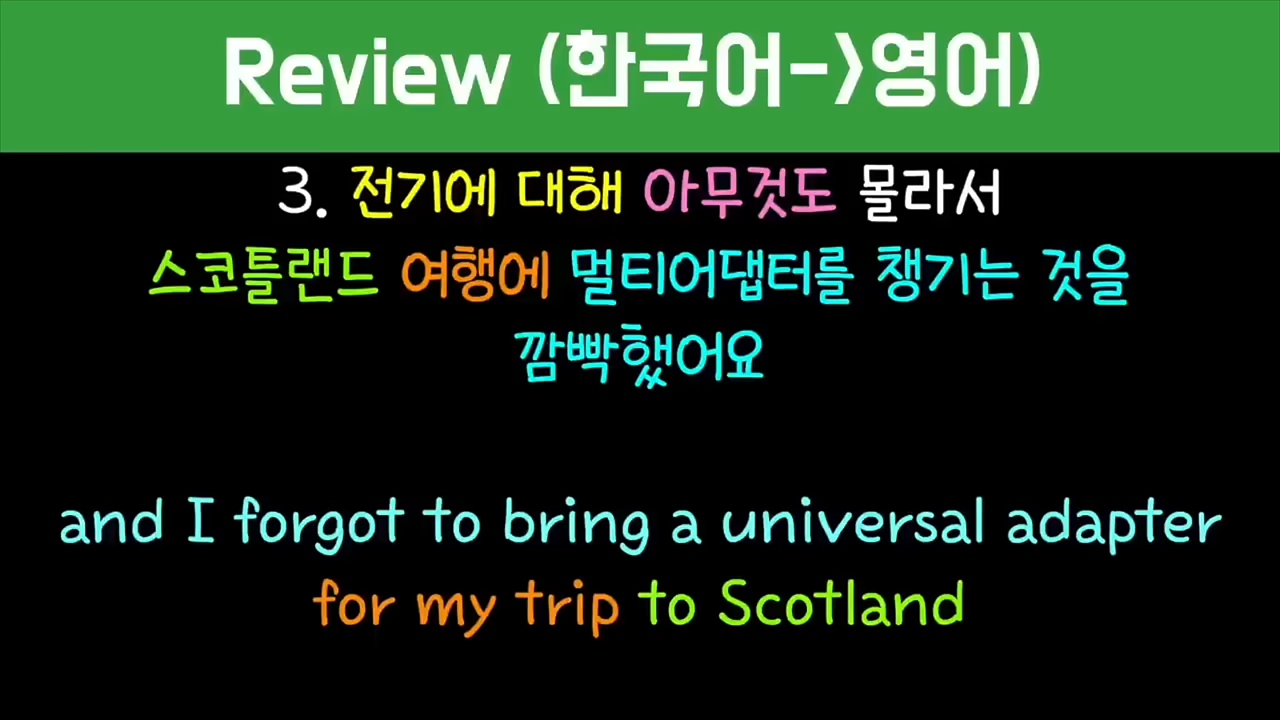 Review (한국어->영어)
3. 전기에 대해 아무것도 몰라서
스코틀랜드 여행에 멀티어댑터를 챙기는 것을
깜빡했어요
and I forgot to bring a universal adapter
for my trip to Scotland